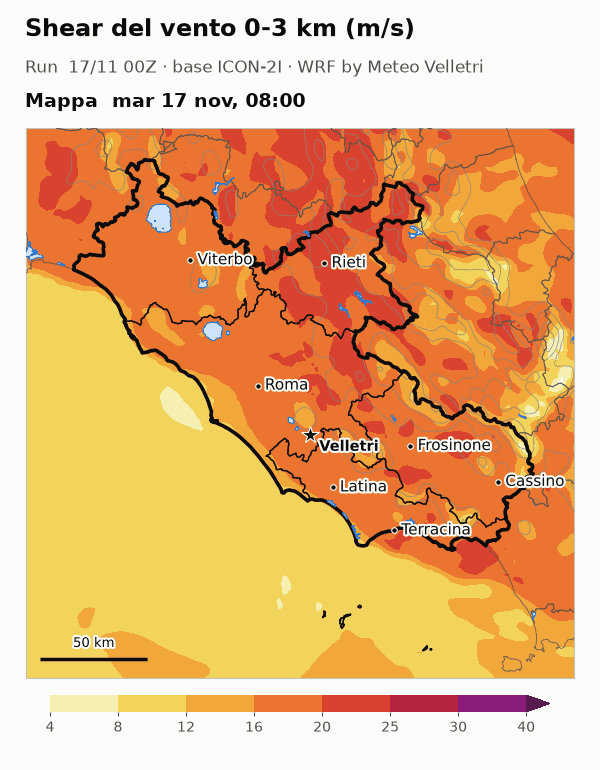 Shear del vento 0-3 km (m/s)
Run  17/11 00Z · base ICON-2I · WRF by Meteo Velletri
Mappa  mar 17 nov, 08:00
Viterbo
Rieti
Roma
Velletri
Frosinone
Latina
Cassino
Terracina
50 km
4 8 12 16 20 25 30 40